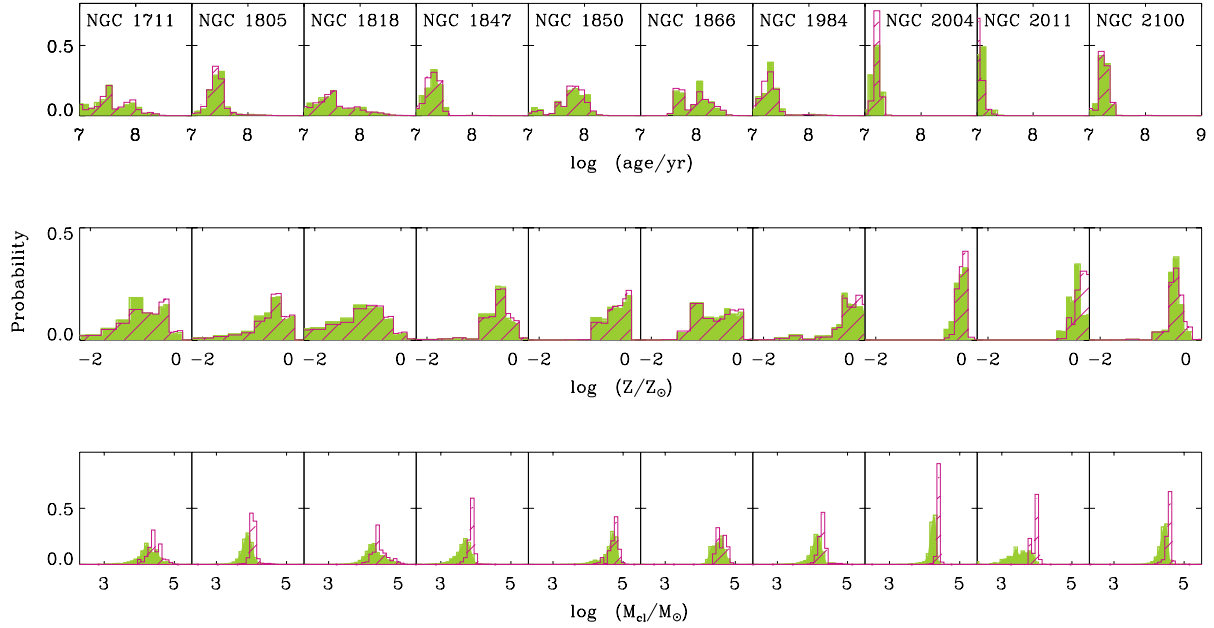 NGC 1711 NGC 1805 NGC 1818 NGC 1847 NGC 1850 NGC 1866 NGC 1984 NGC 2004 NGC 2011 NGC 2100
0.5
0.0
7 8 7 8 7 8 7 8 7 8 7 8 7 8 7 8 7 8 7 8 9
log (age/yr)
Probability
0.5
0.0
−2 0 −2 0 −2 0 −2 0 −2 0 −2 0 −2 0 −2 0 −2 0 −2 0
log (Z/Z⊙)
0.5
0.0
3 5 3 5 3 5 3 5 3 5 3 5 3 5 3 5 3 5 3 5
log (Mcl/M⊙)